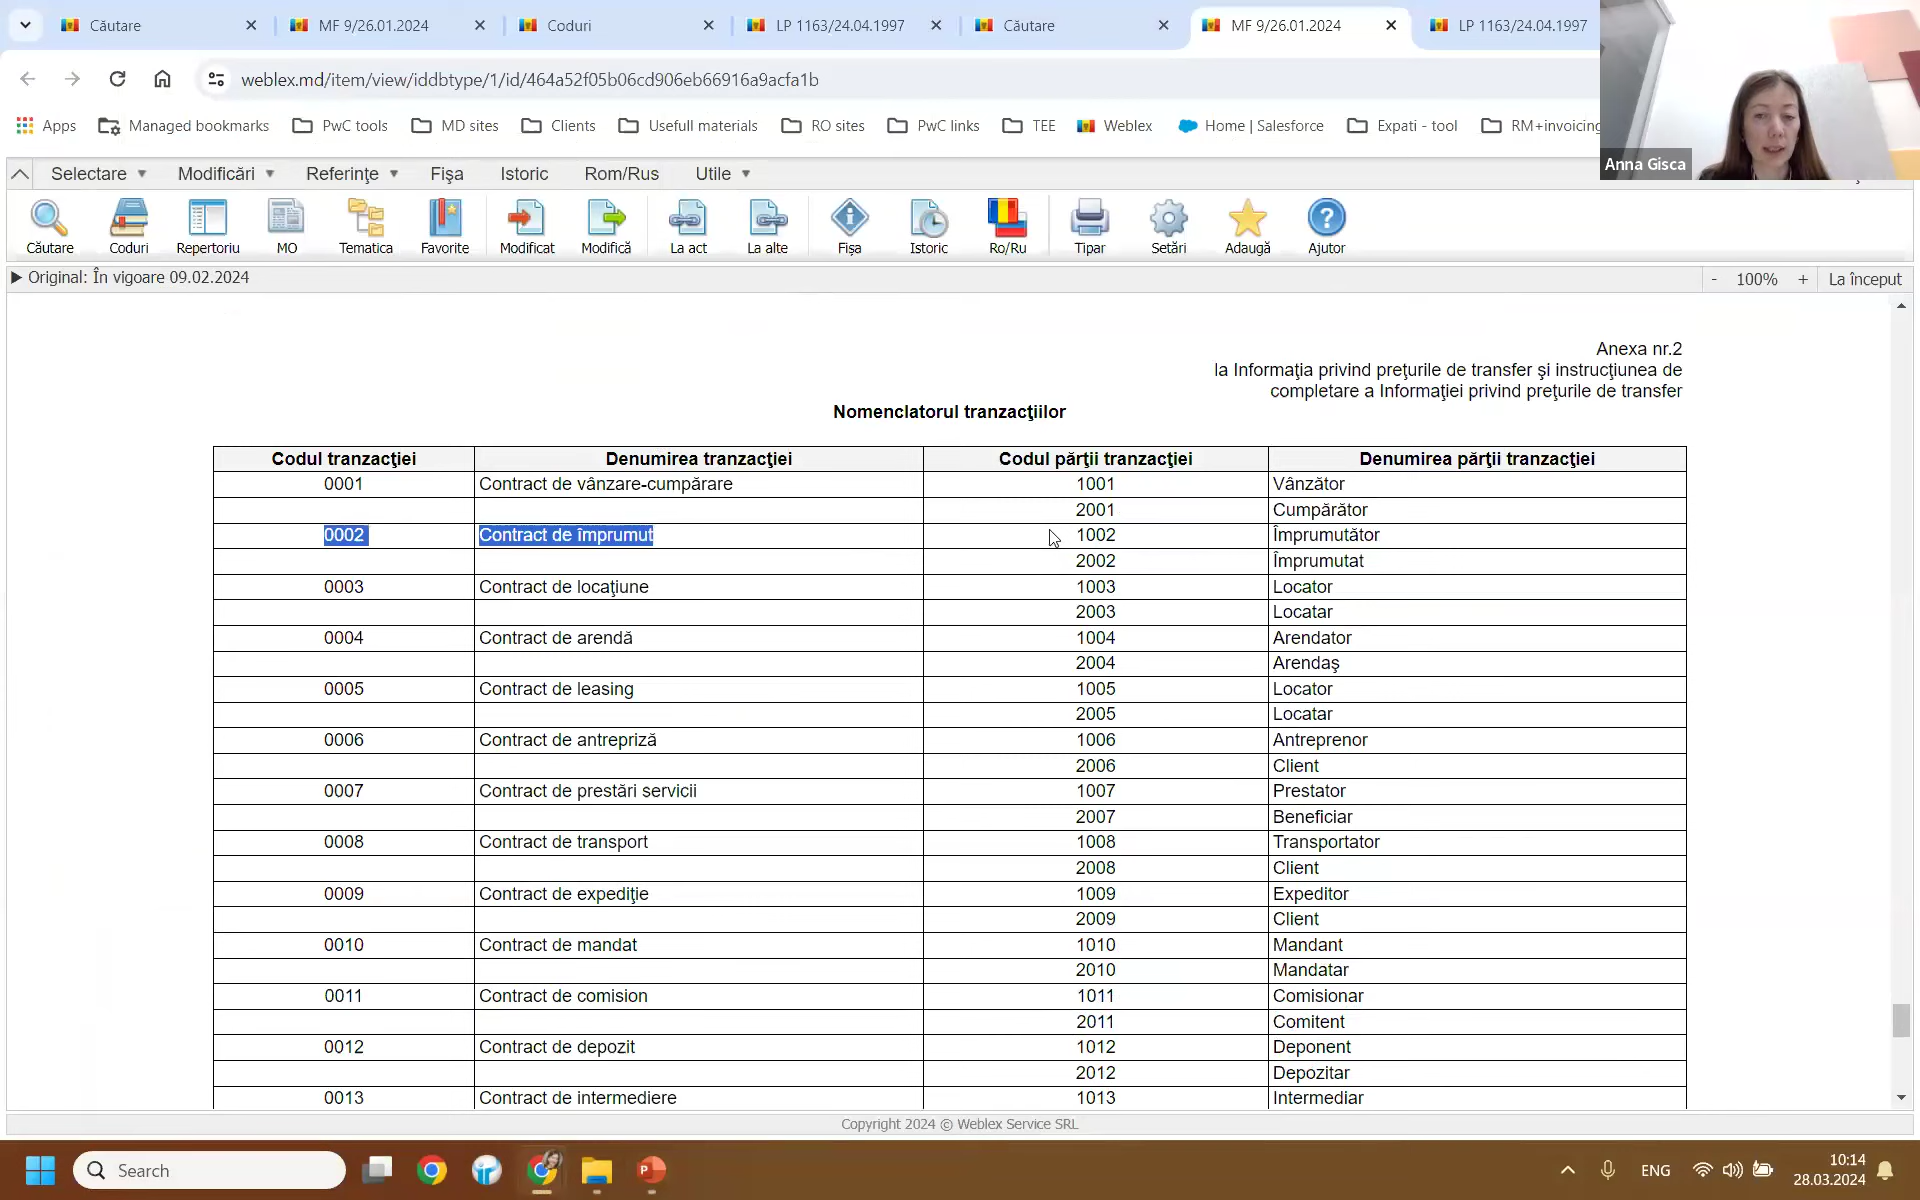 Căutare
MF 9/26.01.2024
Coduri
LP 1163/24.04.1997
Căutare
MF 9/26.01.2024
LP 1163/24.04.1997
weblex.md/item/view/iddbtype/1/id/464a52f05b06cd906eb66916a9acfa1b
Apps
Managed bookmarks
PwC tools
MD sites
Clients
Usefull materials
RO sites
PwC links
TEE
Weblex
Home | Salesforce
Expati - tool
RM+invoicing
Anna Gisca
Selectare
Modificări
Referinţe
Fişa
Istoric
Rom/Rus
Utile
Căutare
Coduri
Repertoriu
MO
Tematica
Favorite
Modificat
Modifică
La act
La alte
Fişa
Istoric
Ro/Ru
Tipar
Setări
Adaugă
Ajutor
Original: În vigoare 09.02.2024
- 100% +
La început
Anexa nr.2
la Informaţia privind preţurile de transfer şi instrucţiunea de
completare a Informaţiei privind preţurile de transfer
Nomenclatorul tranzacţiilor
Codul tranzacţiei Denumirea tranzacţiei Codul părţii tranzacţiei Denumirea părţii tranzacţiei
0001 Contract de vânzare-cumpărare 1001 Vânzător
2001 Cumpărător
0002 Contract de împrumut 1002 Împrumutător
2002 Împrumutat
0003 Contract de locaţiune 1003 Locator
2003 Locatar
0004 Contract de arendă 1004 Arendator
2004 Arendaş
0005 Contract de leasing 1005 Locator
2005 Locatar
0006 Contract de antrepriză 1006 Antreprenor
2006 Client
0007 Contract de prestări servicii 1007 Prestator
2007 Beneficiar
0008 Contract de transport 1008 Transportator
2008 Client
0009 Contract de expediţie 1009 Expeditor
2009 Client
0010 Contract de mandat 1010 Mandant
2010 Mandatar
0011 Contract de comision 1011 Comisionar
2011 Comitent
0012 Contract de depozit 1012 Deponent
2012 Depozitar
0013 Contract de intermediere 1013 Intermediar
Copyright 2024 © Weblex Service SRL
Search
ENG
10:14
28.03.2024